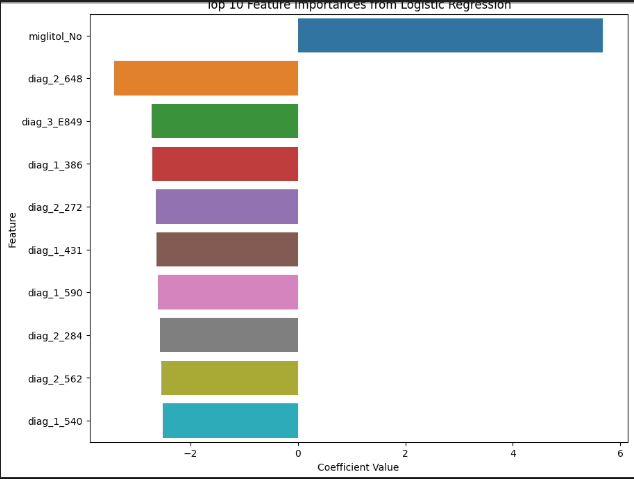 Top 10 Feature Importances from Logistic Regression
miglitol_No
diag_2_648
diag_3_E849
diag_1_386
diag_2_272
diag_1_431
diag_1_590
diag_2_284
diag_2_562
diag_1_540
Feature
−2
0
2
4
6
Coefficient Value